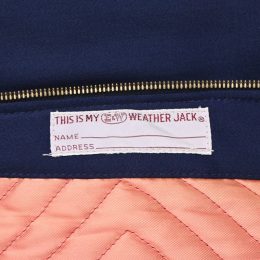 THIS IS MY E&W WEATHER JACK®
NAME
ADDRESS